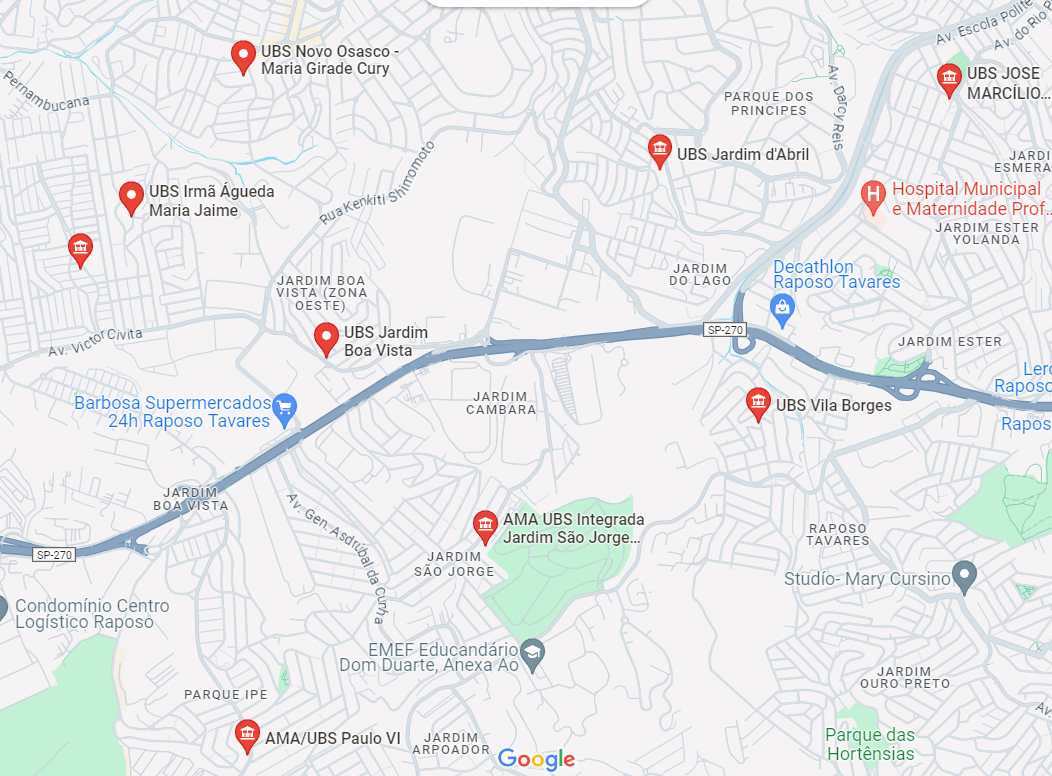 Av. Escola Polite
Av. do Rio P
UBS Novo Osasco -
Maria Girade Cury
Pernambucana
UBS JOSE
MARCÍLIO...
Av. Darcy Reis
PARQUE DOS
PRINCIPES
UBS Jardim d'Abril
Rua Kenkiti Shimomoto
JARDI
ESMERA
UBS Irmã Águeda
Maria Jaime
Hospital Municipal
e Maternidade Prof...
JARDIM ESTER
YOLANDA
JARDIM BOA
VISTA (ZONA
OESTE)
JARDIM
DO LAGO
Decathlon
Raposo Tavares
Av. Victor Civita
UBS Jardim
Boa Vista
SP-270
JARDIM ESTER
Lero
Raposo
Barbosa Supermercados
24h Raposo Tavares
JARDIM
CAMBARA
UBS Vila Borges
Rapos
JARDIM
BOA VISTA
Av. Gen. Asdrúbal da Cunha
AMA UBS Integrada
Jardim São Jorge...
RAPOSO
TAVARES
SP-270
JARDIM
SÃO JORGE
Studío- Mary Cursino
Condomínio Centro
Logístico Raposo
EMEF Educandário
Dom Duarte, Anexa Ao
JARDIM
OURO PRETO
PARQUE IPE
Av
AMA/UBS Paulo VI
JARDIM
ARPOADOR
Parque das
Hortênsias
Google